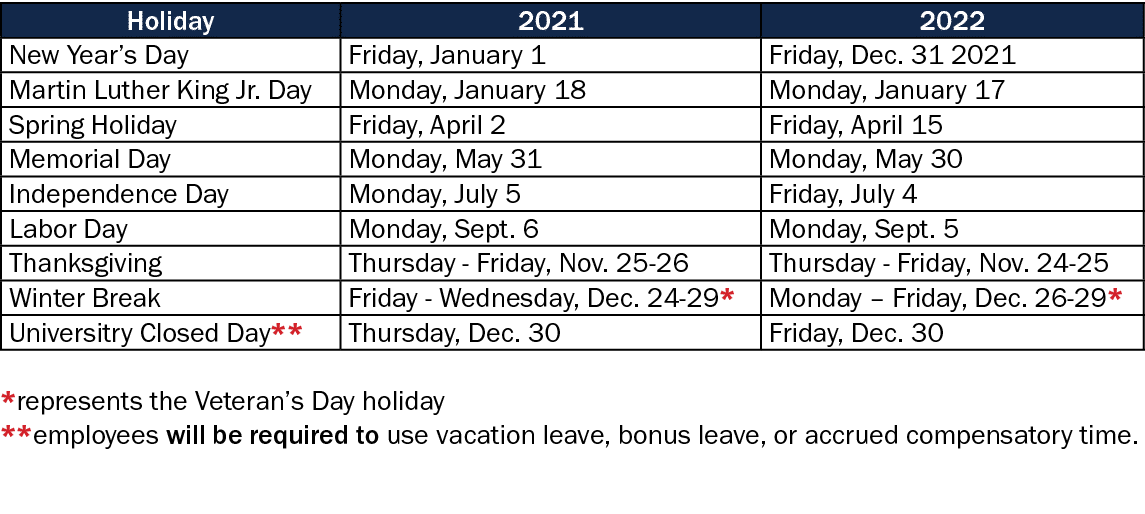 Holiday 2021 2022
New Year’s Day Friday, January 1 Friday, Dec. 31 2021
Martin Luther King Jr. Day Monday, January 18 Monday, January 17
Spring Holiday Friday, April 2 Friday, April 15
Memorial Day Monday, May 31 Monday, May 30
Independence Day Monday, July 5 Friday, July 4
Labor Day Monday, Sept. 6 Monday, Sept. 5
Thanksgiving Thursday - Friday, Nov. 25-26 Thursday - Friday, Nov. 24-25
Winter Break Friday - Wednesday, Dec. 24-29* Monday – Friday, Dec. 26-29*
Universitry Closed Day** Thursday, Dec. 30 Friday, Dec. 30
*represents the Veteran’s Day holiday
**employees will be required to use vacation leave, bonus leave, or accrued compensatory time.